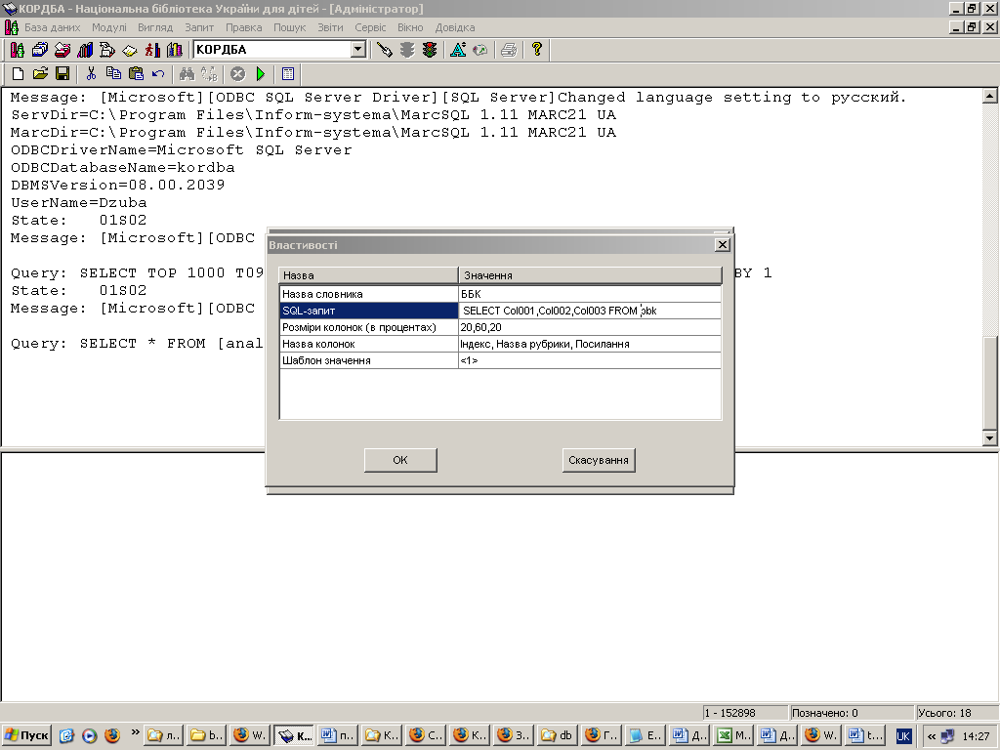 КОРДБА - Національна бібліотека України для дітей - [Адміністратор]
База даних Модулі Вигляд Запит Правка Пошук Звіти Сервіс Вікно Довідка
КОРДБА
Message: [Microsoft][ODBC SQL Server Driver][SQL Server]Changed language setting to русский.
ServDir=C:\Program Files\Inform-systema\MarcSQL 1.11 MARC21 UA
MarcDir=C:\Program Files\Inform-systema\MarcSQL 1.11 MARC21 UA
ODBCDriverName=Microsoft SQL Server
ODBCDatabaseName=kordba
DBMSVersion=08.00.2039
UserName=Dzuba
State: 01S02
Message: [Microsoft][ODBC
Query: SELECT TOP 1000 T09 BY 1
State: 01S02
Message: [Microsoft][ODBC
Query: SELECT * FROM [anal
Властивості
Назва Значення
Назва словника ББК
SQL-запит SELECT Col001,Col002,Col003 FROM bbk
Розміри колонок (в процентах) 20,60,20
Назва колонок Індекс, Назва рубрики, Посилання
Шаблон значення <1>
OK Скасування
1 - 152898 Позначено: 0 Усього: 18
Пуск » л.. b.. W.. К... п.. К.. С.. К.. З.. db Г.. Е.. Д.. М.. Д.. W.. t... UK « 14:27